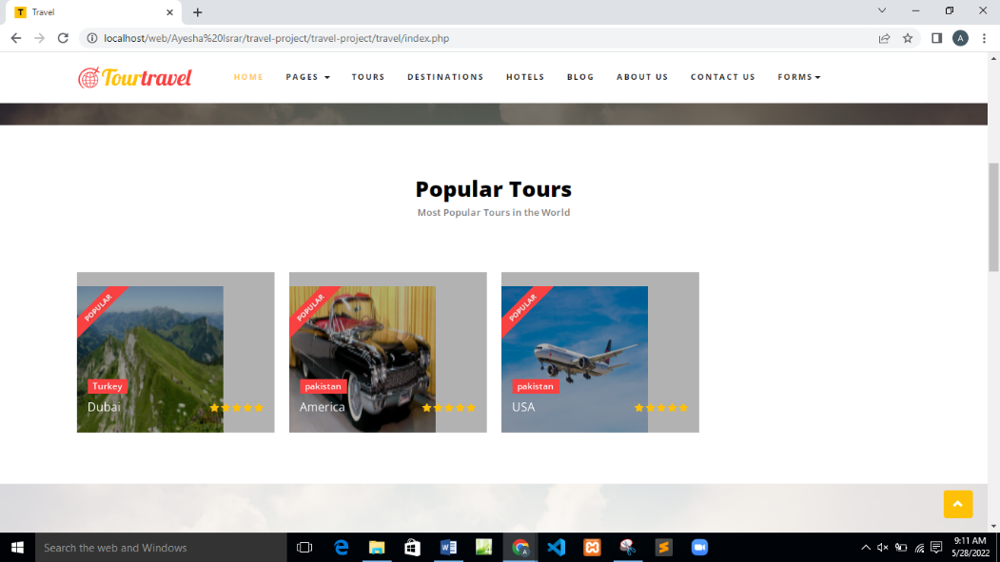 T Travel
localhost/web/Ayesha%20Israr/travel-project/travel-project/travel/index.php
A
Tourtravel
HOME PAGES TOURS DESTINATIONS HOTELS BLOG ABOUT US CONTACT US FORMS
Popular Tours
Most Popular Tours in the World
POPULAR POPULAR POPULAR
Turkey pakistan pakistan
Dubai America USA
Search the web and Windows
9:11 AM
5/28/2022